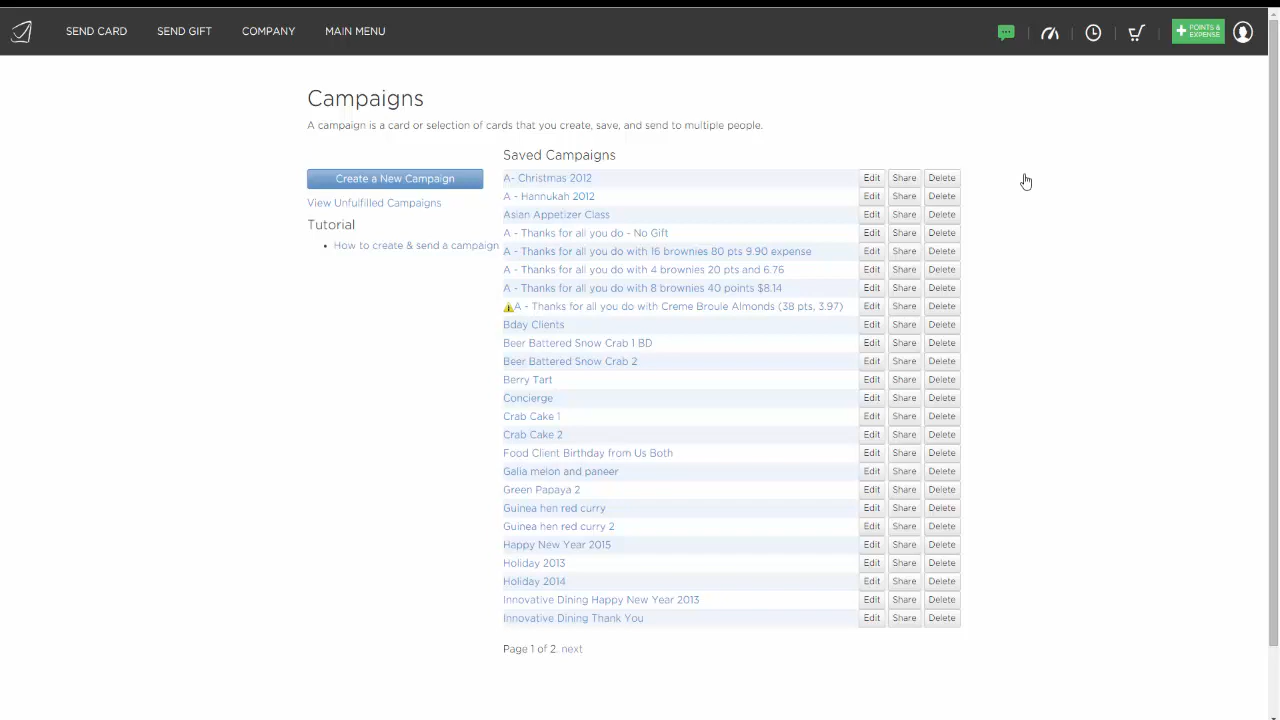 SEND CARD SEND GIFT COMPANY MAIN MENU POINTS & EXPENSE
Campaigns
A campaign is a card or selection of cards that you create, save, and send to multiple people.
Saved Campaigns
Create a New Campaign
View Unfulfilled Campaigns
Tutorial
How to create & send a campaign
A- Christmas 2012 Edit Share Delete
A - Hannukah 2012 Edit Share Delete
Asian Appetizer Class Edit Share Delete
A - Thanks for all you do - No Gift Edit Share Delete
A - Thanks for all you do with 16 brownies 80 pts 9.90 expense Edit Share Delete
A - Thanks for all you do with 4 brownies 20 pts and 6.76 Edit Share Delete
A - Thanks for all you do with 8 brownies 40 points $8.14 Edit Share Delete
A - Thanks for all you do with Creme Broule Almonds (38 pts, 3.97) Edit Share Delete
Bday Clients Edit Share Delete
Beer Battered Snow Crab 1 BD Edit Share Delete
Beer Battered Snow Crab 2 Edit Share Delete
Berry Tart Edit Share Delete
Concierge Edit Share Delete
Crab Cake 1 Edit Share Delete
Crab Cake 2 Edit Share Delete
Food Client Birthday from Us Both Edit Share Delete
Galia melon and paneer Edit Share Delete
Green Papaya 2 Edit Share Delete
Guinea hen red curry Edit Share Delete
Guinea hen red curry 2 Edit Share Delete
Happy New Year 2015 Edit Share Delete
Holiday 2013 Edit Share Delete
Holiday 2014 Edit Share Delete
Innovative Dining Happy New Year 2013 Edit Share Delete
Innovative Dining Thank You Edit Share Delete
Page 1 of 2. next